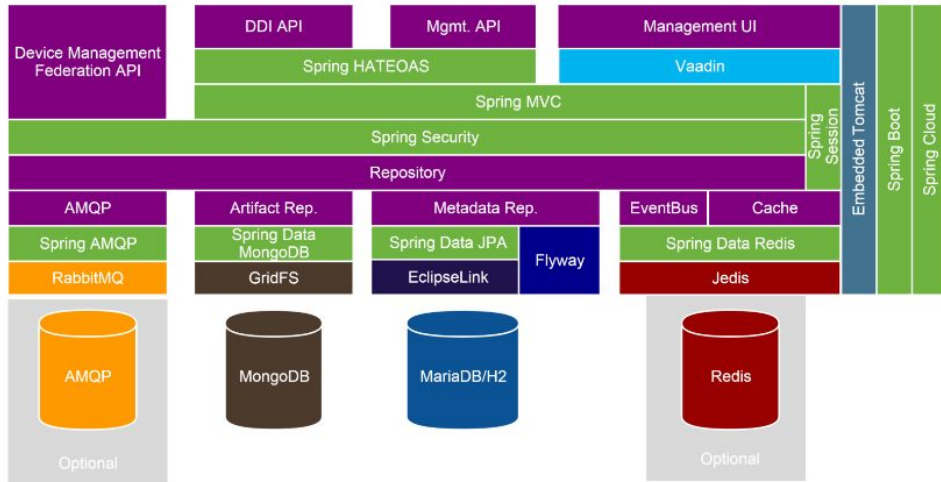 DDI API
Mgmt. API
Management UI
Device Management
Federation API
Spring HATEOAS
Vaadin
Spring MVC
Spring Security
Spring
Session
Embedded Tomcat
Spring Boot
Spring Cloud
Repository
AMQP
Artifact Rep.
Metadata Rep.
EventBus
Cache
Spring AMQP
Spring Data
MongoDB
Spring Data JPA
Flyway
Spring Data Redis
RabbitMQ
GridFS
EclipseLink
Jedis
AMQP
MongoDB
MariaDB/H2
Redis
Optional
Optional